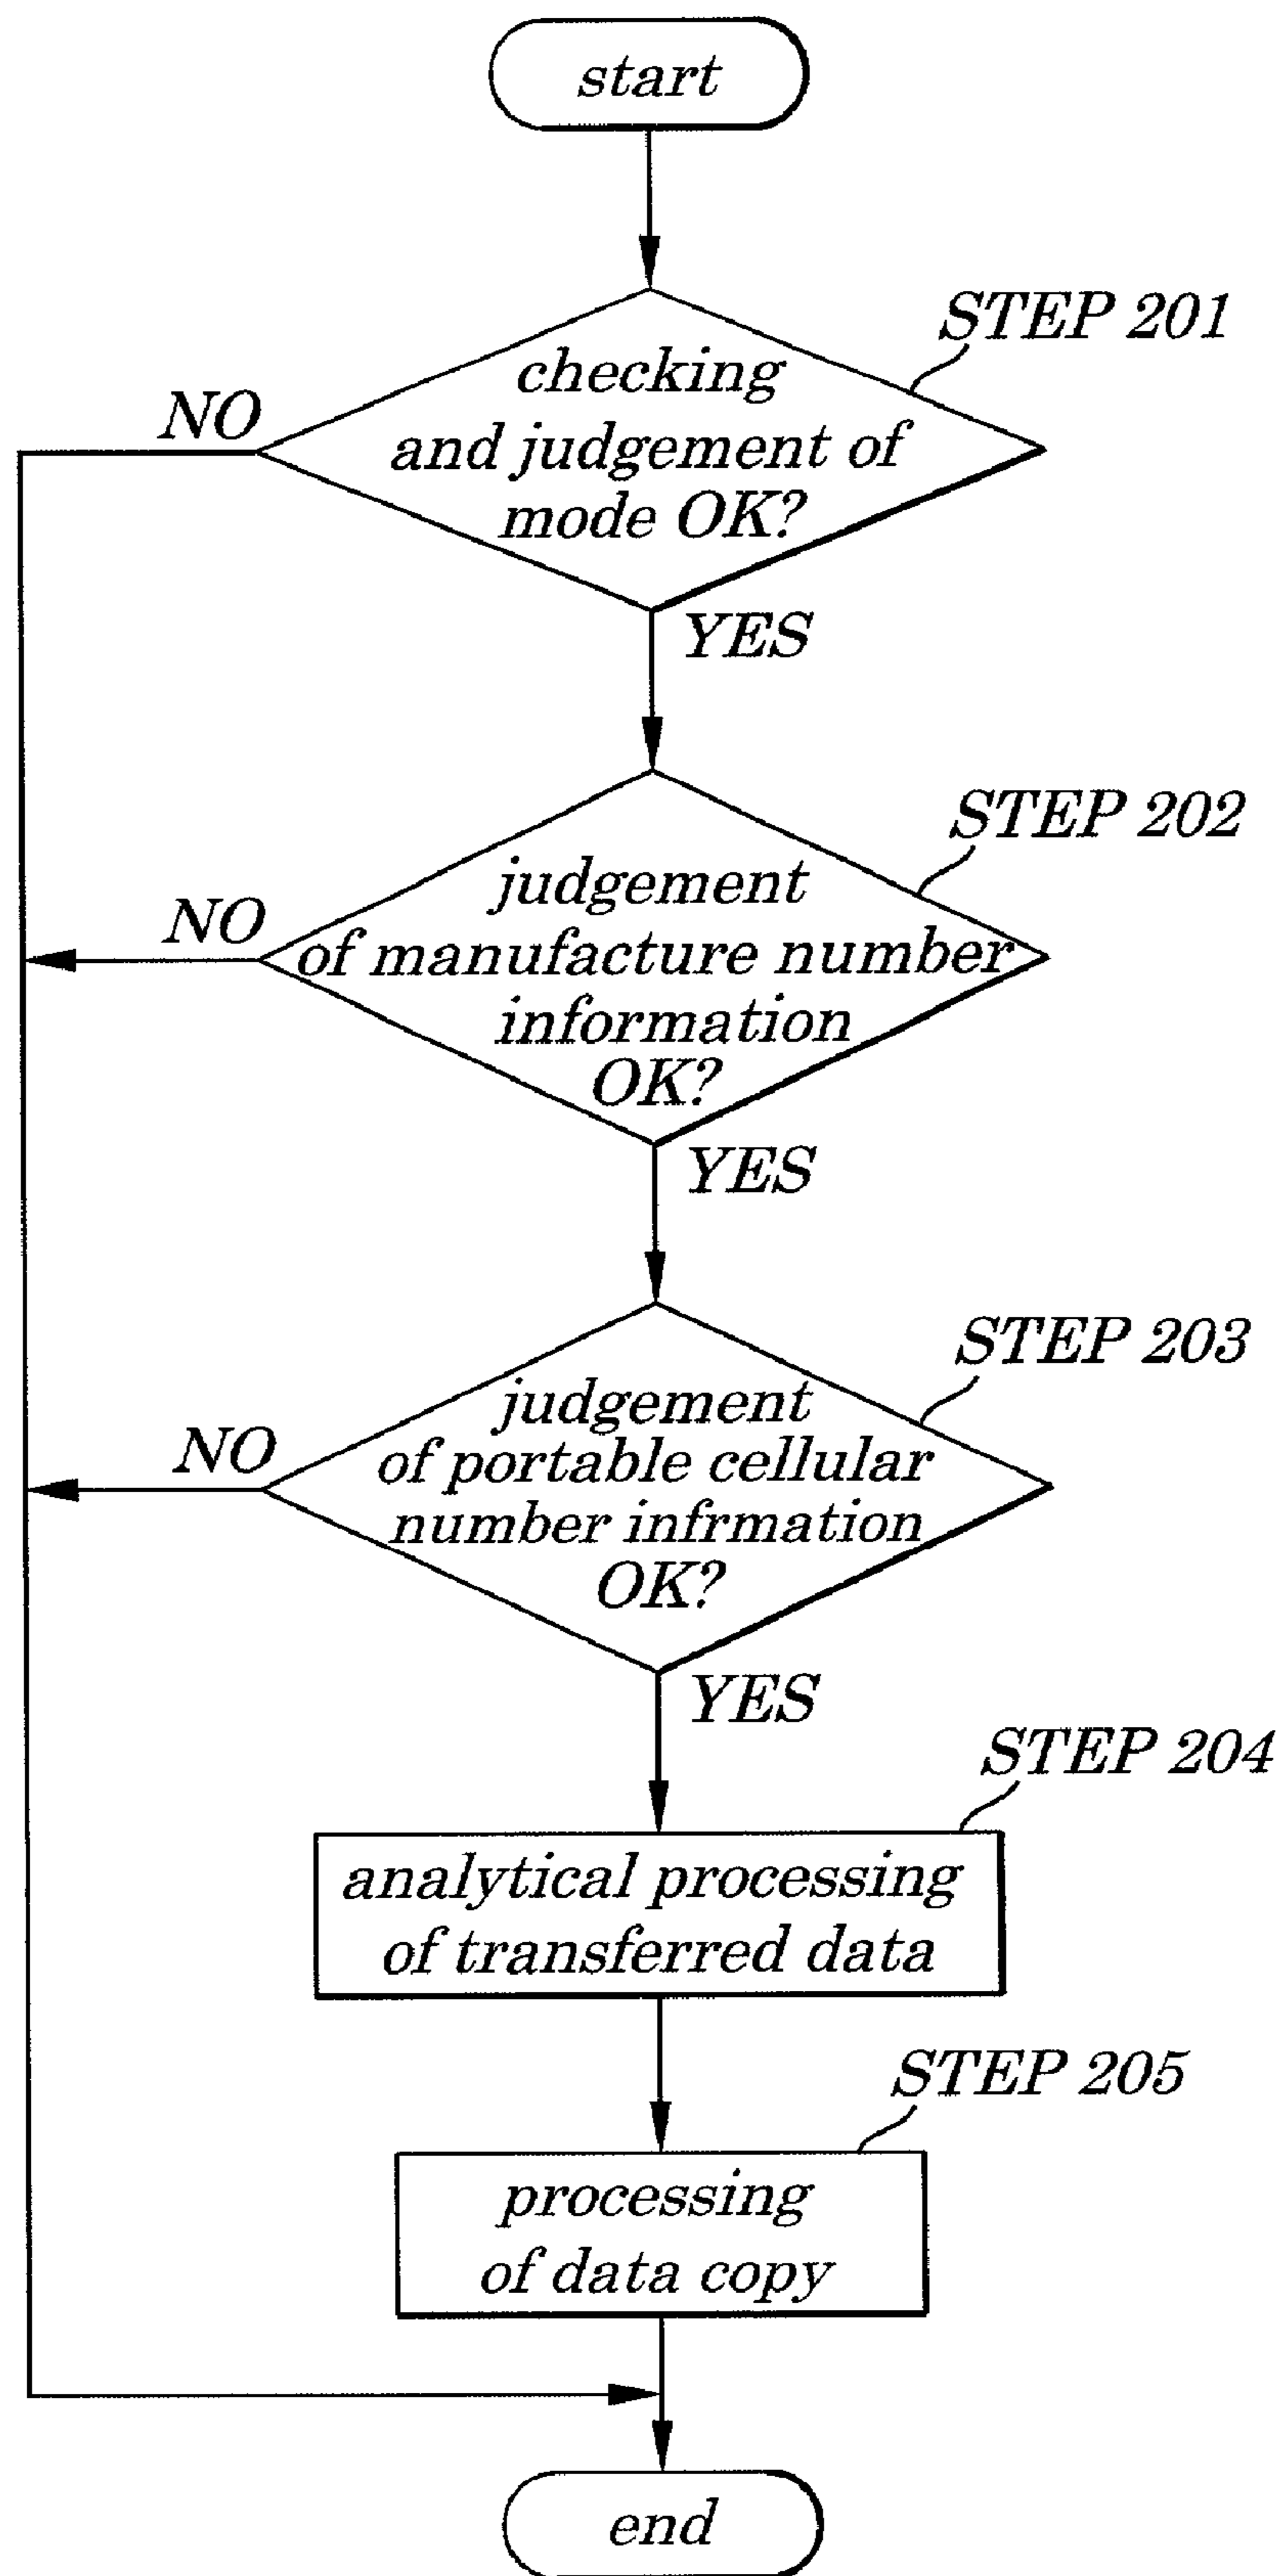 start
STEP 201
checking
NO
and judgement of
mode OK?
YES
STEP 202
judgement
NO
of manufacture number
information
OK?
YES
STEP 203
judgement
NO
of portable cellular
number infrmation
OK?
YES
STEP 204
analytical processing
of transferred data
STEP 205
processing
of data copy
end